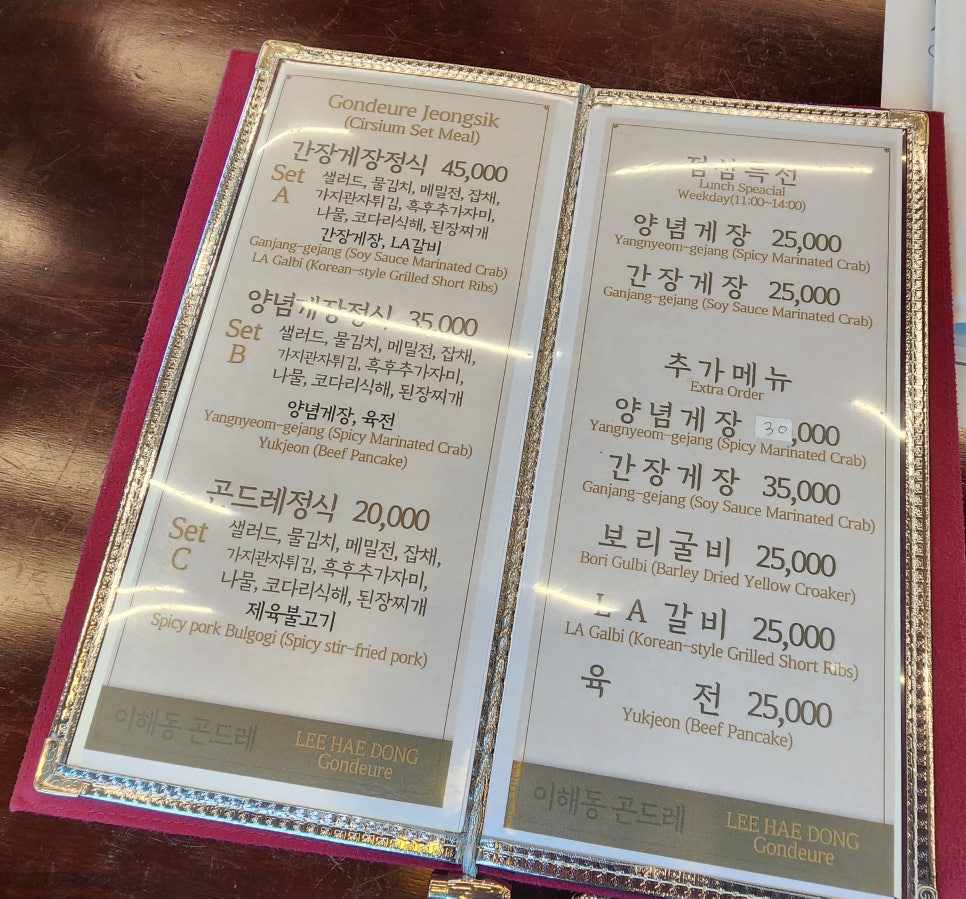 Gondeure Jeongsik
(Cirsium Set Meal)
간장게장정식 45,000
Set A
샐러드, 물김치, 메밀전, 잡채,
가지관자튀김, 흑후추가자미,
나물, 코다리식해, 된장찌개
간장게장, LA갈비
Ganjang-gejang (Soy Sauce Marinated Crab)
LA Galbi (Korean-style Grilled Short Ribs)
양념게장정식 35,000
Set B
샐러드, 물김치, 메밀전, 잡채,
가지관자튀김, 흑후추가자미,
나물, 코다리식해, 된장찌개
양념게장, 육전
Yangnyeom-gejang (Spicy Marinated Crab)
Yukjeon (Beef Pancake)
곤드레정식 20,000
Set C
샐러드, 물김치, 메밀전, 잡채,
가지관자튀김, 흑후추가자미,
나물, 코다리식해, 된장찌개
제육불고기
Spicy pork Bulgogi (Spicy stir-fried pork)
이해동 곤드레 LEE HAE DONG
Gondeure
점심특선
Lunch Speacial
Weekday(11:00~14:00)
양념게장 25,000
Yangnyeom-gejang (Spicy Marinated Crab)
간장게장 25,000
Ganjang-gejang (Soy Sauce Marinated Crab)
추가메뉴
Extra Order
양념게장 30,000
Yangnyeom-gejang (Spicy Marinated Crab)
간장게장 35,000
Ganjang-gejang (Soy Sauce Marinated Crab)
보리굴비 25,000
Bori Gulbi (Barley Dried Yellow Croaker)
LA갈비 25,000
LA Galbi (Korean-style Grilled Short Ribs)
육전 25,000
Yukjeon (Beef Pancake)
이해동 곤드레 LEE HAE DONG
Gondeure